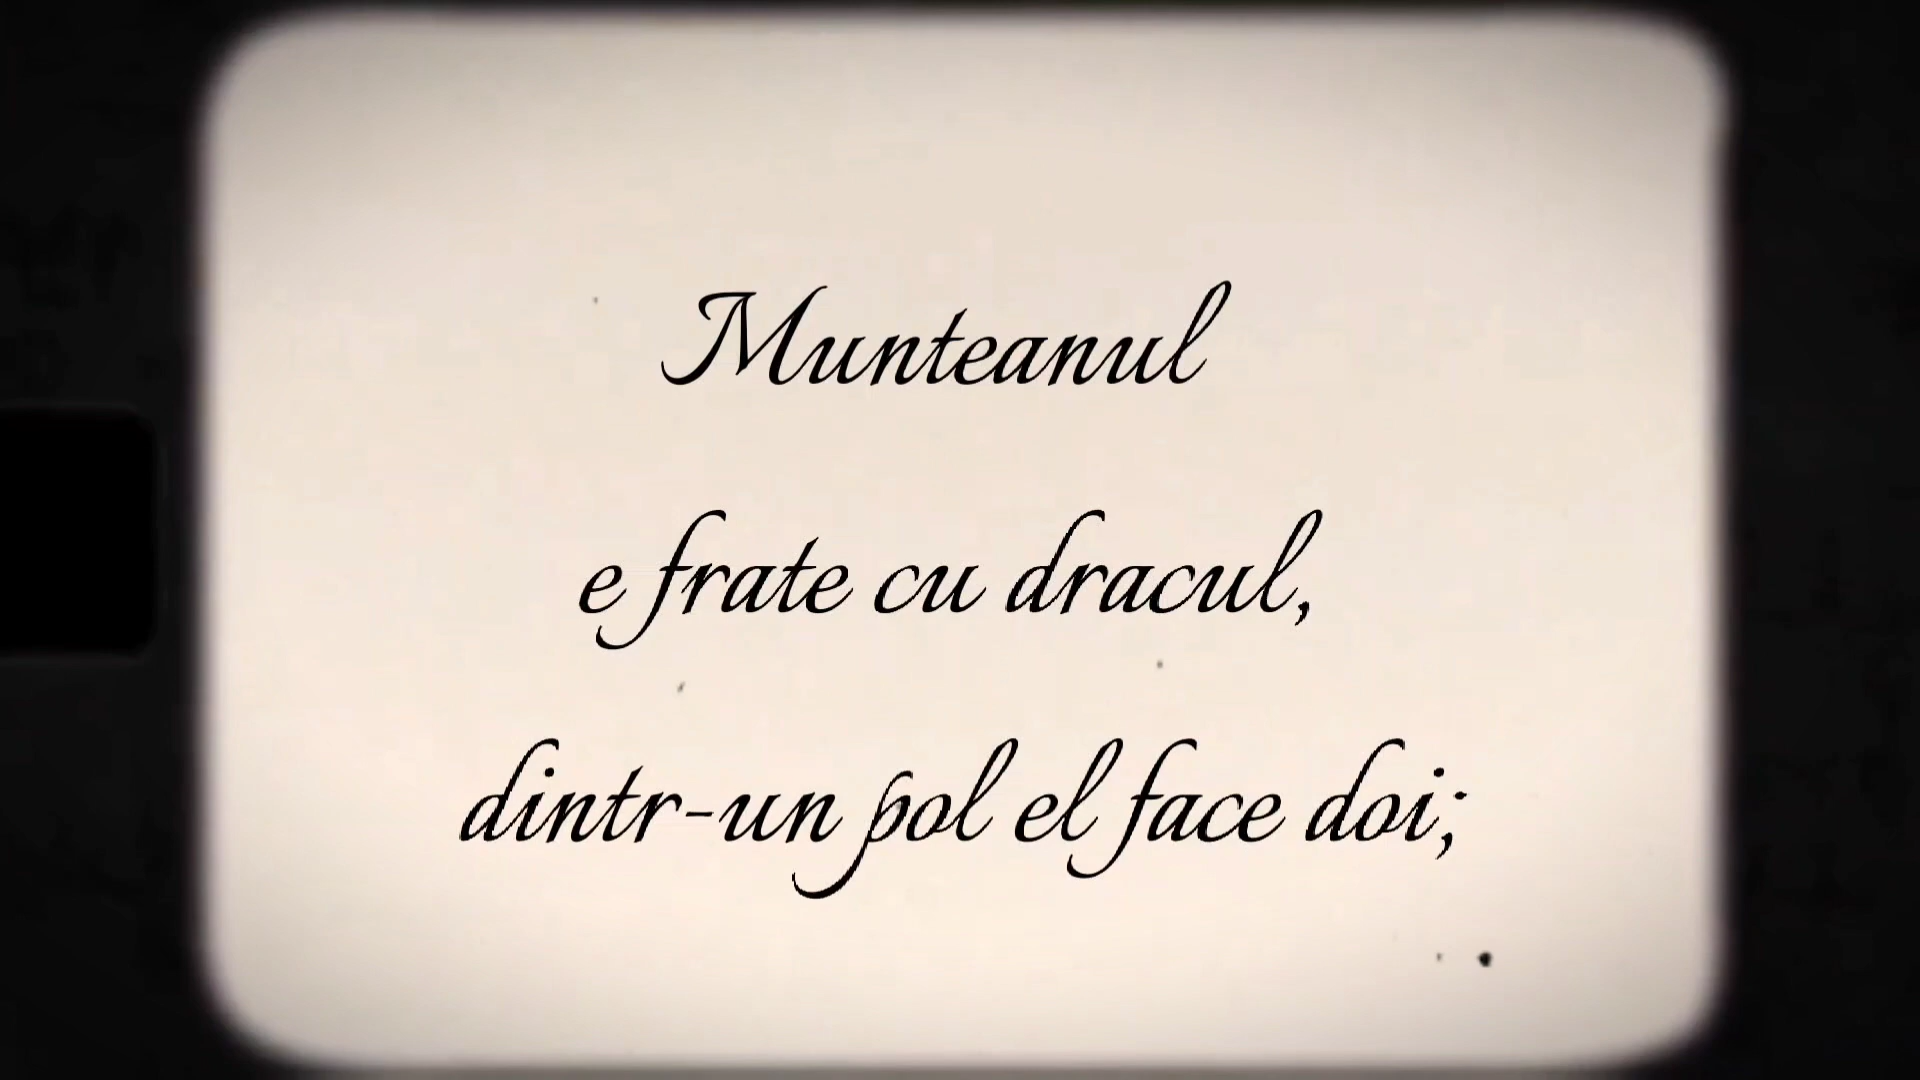 Munteanul
e frate cu dracul,
dintr-un pol el face doi;